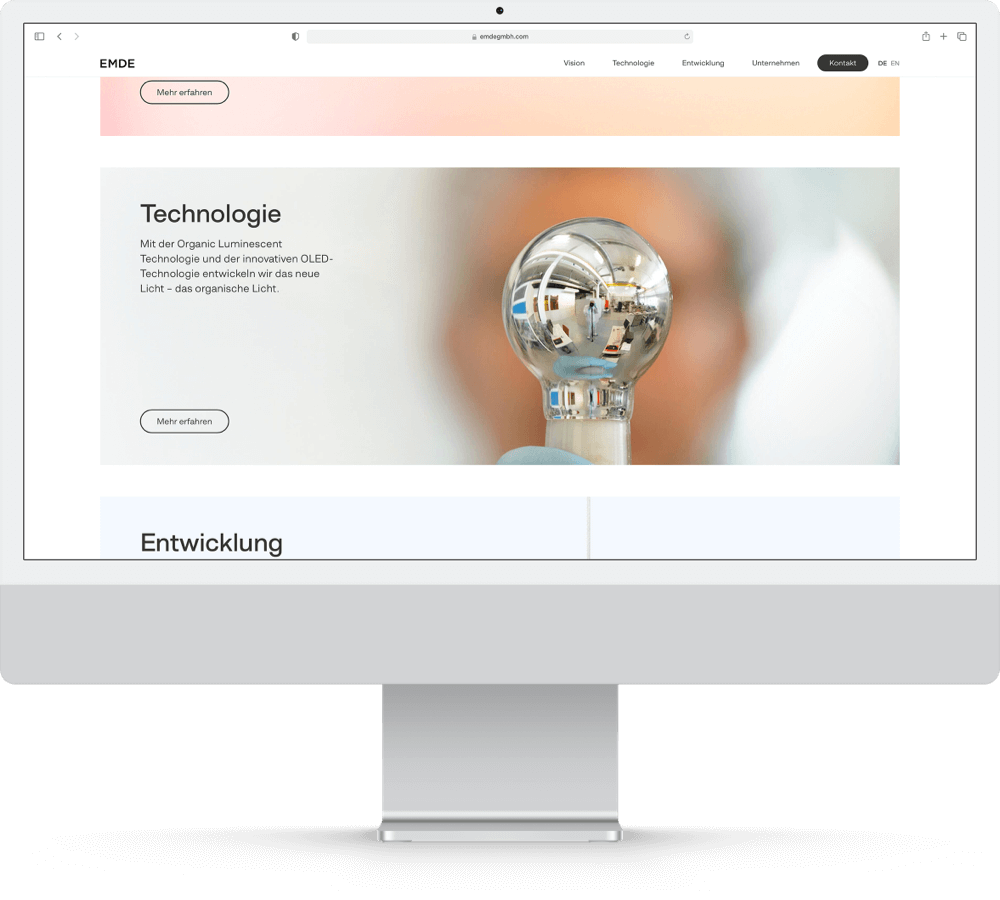 emdegmbh.com
EMDE
Vision Technologie Entwicklung Unternehmen Kontakt DE EN
Mehr erfahren
Technologie
Mit der Organic Luminescent
Technologie und der innovativen OLED-
Technologie entwickeln wir das neue
Licht – das organische Licht.
Mehr erfahren
Entwicklung